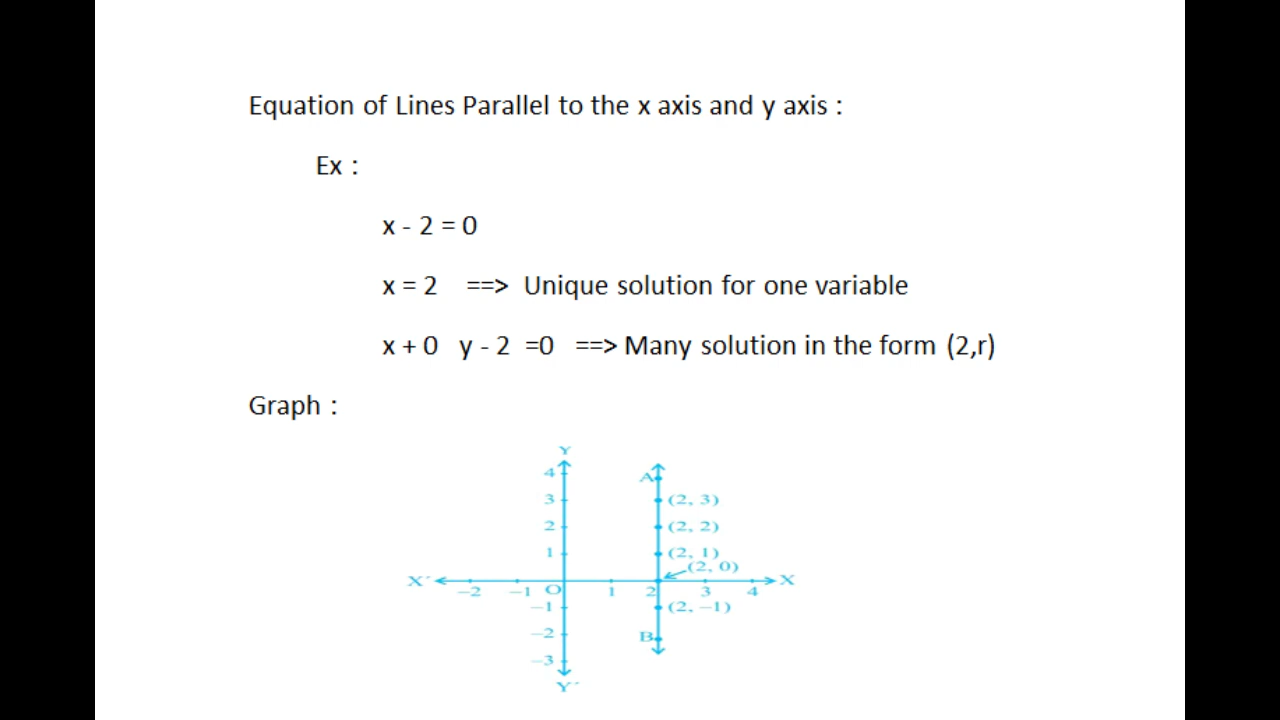 Equation of Lines Parallel to the x axis and y axis :
Ex :
x - 2 = 0
x = 2 ==> Unique solution for one variable
x + 0 y - 2 =0 ==> Many solution in the form (2,r)
Graph :
Y
4
A
3
(2, 3)
2
(2, 2)
1
(2, 1)
(2, 0)
X′
X
−2
−1
O
1
2
3
4
−1
(2, −1)
−2
B
−3
Y′